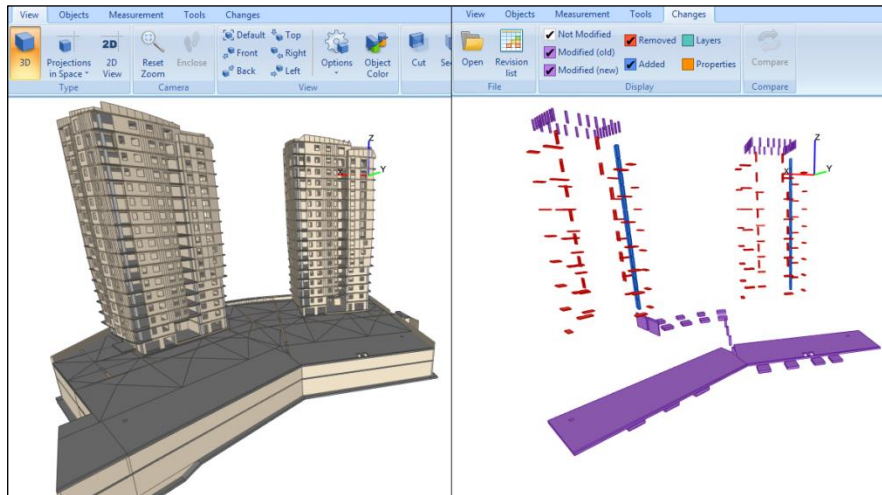 View Objects Measurement Tools Changes
3D
Projections
in Space
Type
2D
2D
View
Reset
Zoom
Enclose
Camera
Default Top
Front Right
Back Left
View
Options
Object
Color
Cut
View Objects Measurement Tools Changes
Open
Revision
list
File
Not Modified
Modified (old)
Modified (new)
Removed
Added
Layers
Properties
Display
Compare
Compare
Z
Y
X
Z
Y
X